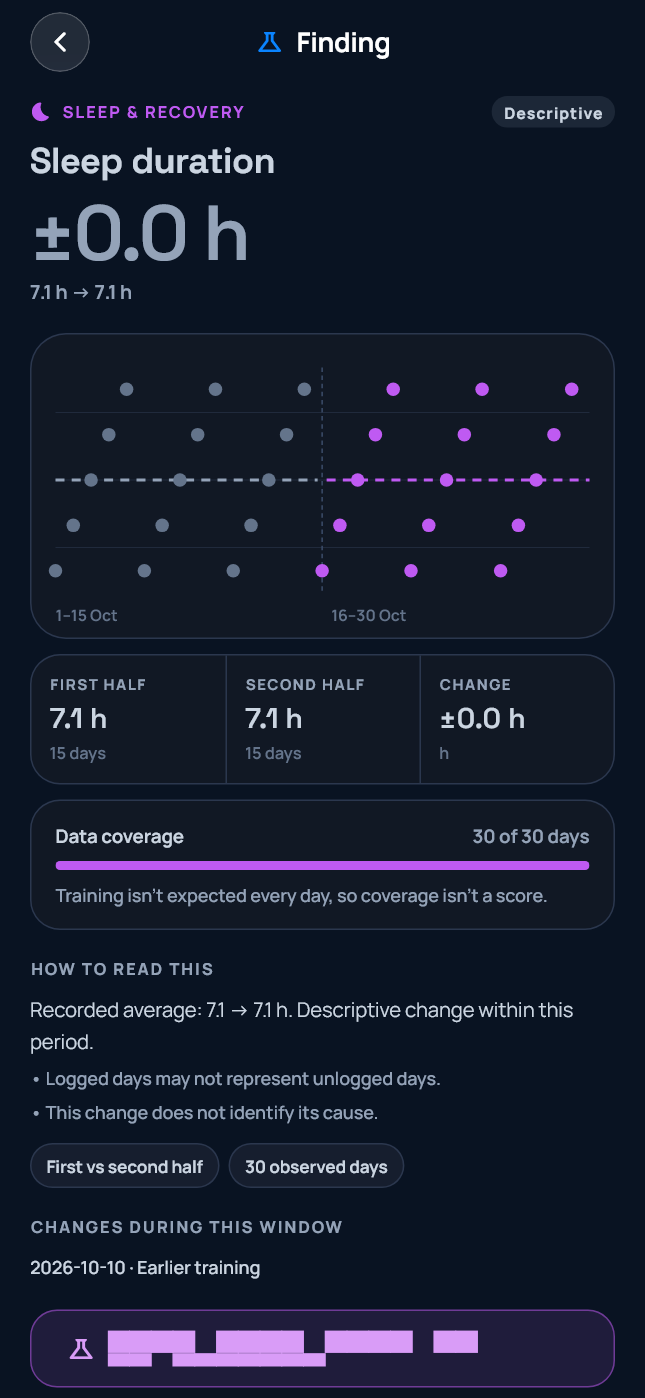 Finding
SLEEP & RECOVERY
Descriptive
Sleep duration
±0.0 h
7.1 h → 7.1 h
1–15 Oct
16–30 Oct
FIRST HALF
SECOND HALF
CHANGE
7.1 h
7.1 h
±0.0 h
15 days
15 days
h
Data coverage
30 of 30 days
Training isn't expected every day, so coverage isn't a score.
HOW TO READ THIS
Recorded average: 7.1 → 7.1 h. Descriptive change within this
period.
• Logged days may not represent unlogged days.
• This change does not identify its cause.
First vs second half
30 observed days
CHANGES DURING THIS WINDOW
2026-10-10 · Earlier training